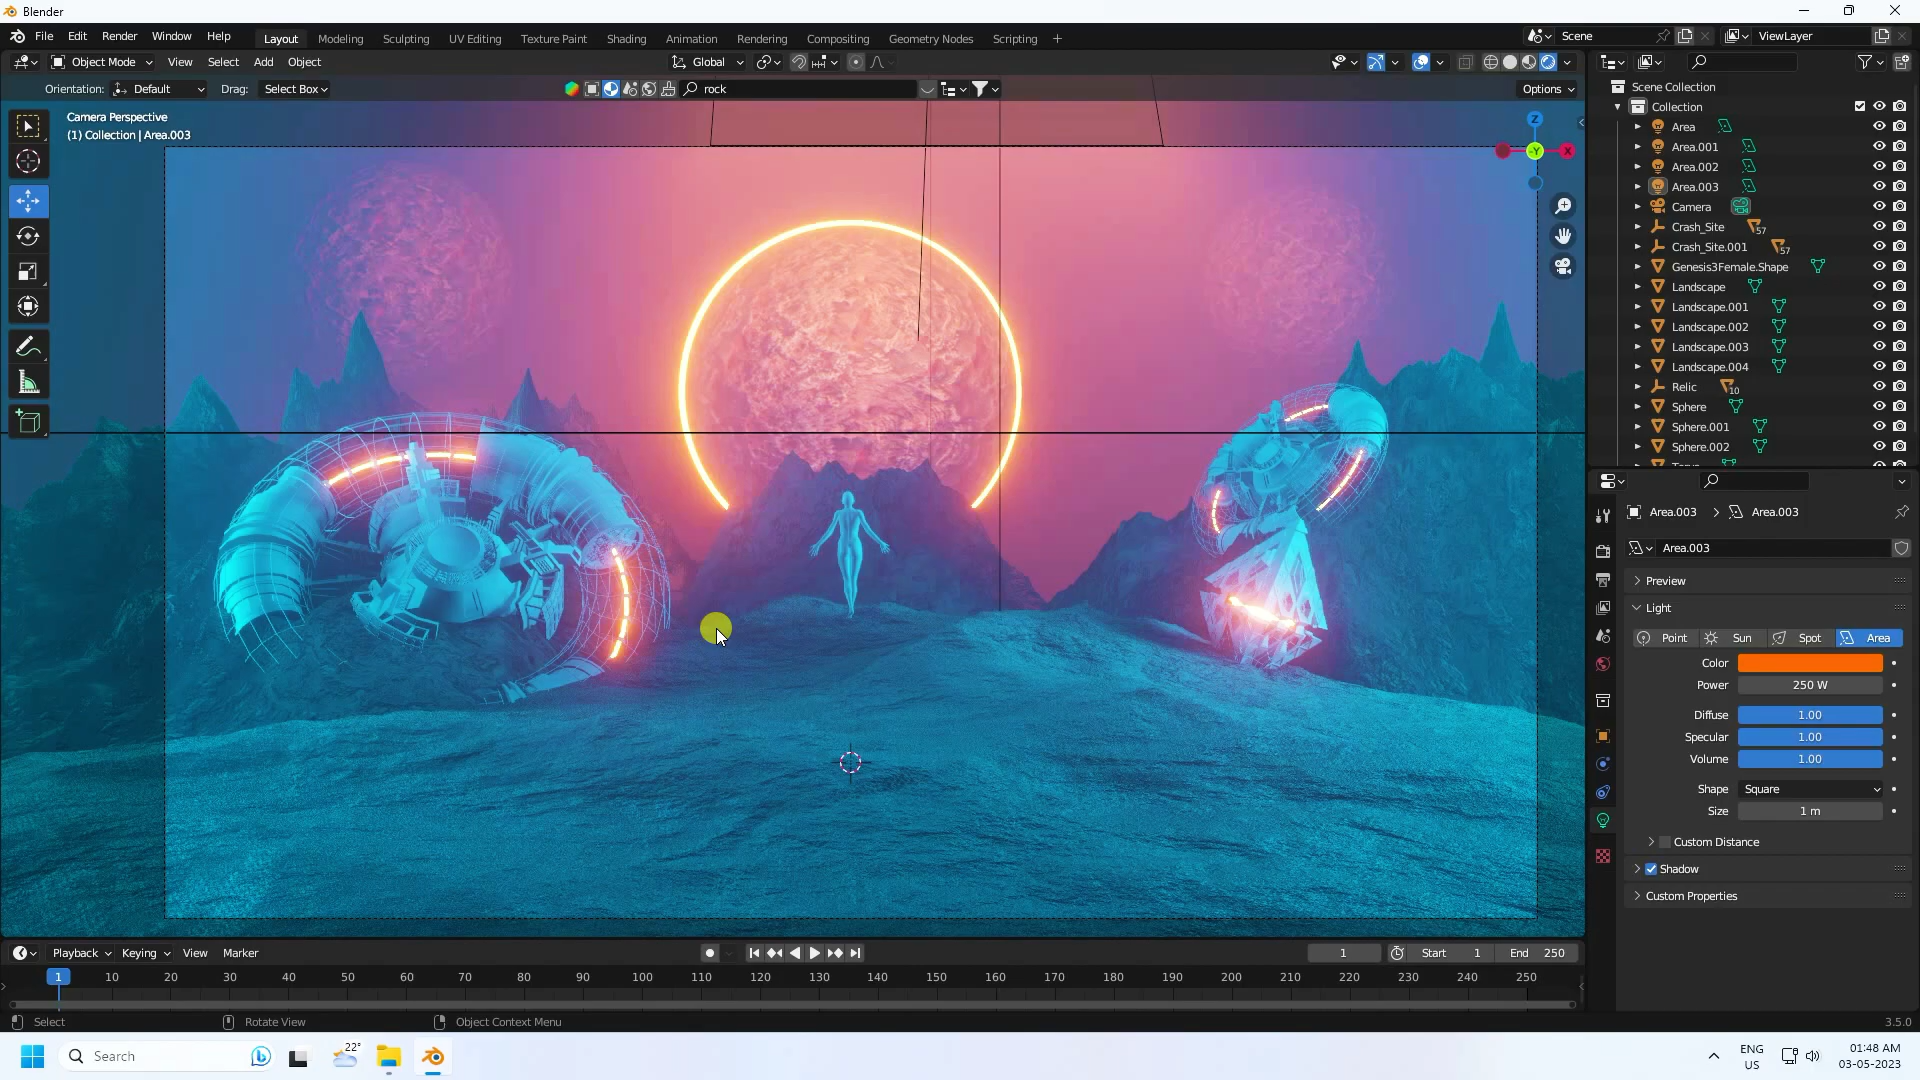 Blender
File Edit Render Window Help Layout Modeling Sculpting UV Editing Texture Paint Shading Animation Rendering Compositing Geometry Nodes Scripting + Scene ViewLayer
Object Mode View Select Add Object Global
Orientation: Default Drag: Select Box rock Options
Camera Perspective
(1) Collection | Area.003
Z
-Y
X
Scene Collection
Collection
Area
Area.001
Area.002
Area.003
Camera
Crash_Site 57
Crash_Site.001 57
Genesis3Female.Shape
Landscape
Landscape.001
Landscape.002
Landscape.003
Landscape.004
Relic 10
Sphere
Sphere.001
Sphere.002
Area.003 > Area.003
Area.003
Preview
Light
Point Sun Spot Area
Color
Power 250 W
Diffuse 1.00
Specular 1.00
Volume 1.00
Shape Square
Size 1 m
Custom Distance
Shadow
Custom Properties
Playback Keying View Marker 1 Start 1 End 250
1 10 20 30 40 50 60 70 80 90 100 110 120 130 140 150 160 170 180 190 200 210 220 230 240 250
Select Rotate View Object Context Menu 3.5.0
Search 22° ENG US 01:48 AM
03-05-2023